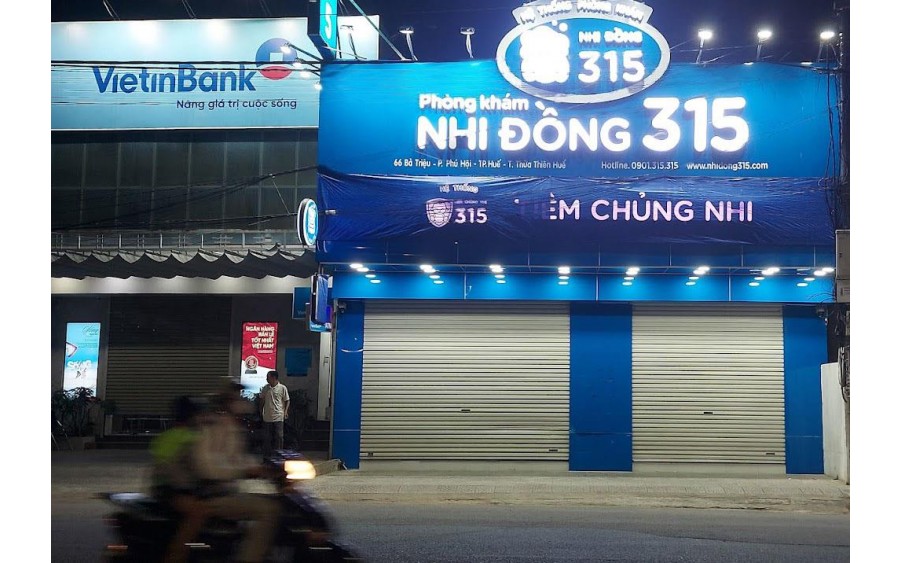 VietinBank
Nâng giá trị cuộc sống
HỆ THỐNG PHÒNG KHÁM
NHI ĐỒNG
315
Phòng khám
NHI ĐỒNG 315
66 Bà Triệu - P. Phú Hội - TP. Huế - T. Thừa Thiên Huế
Hotline: 0901.315.315 www.nhidong315.com
HỆ THỐNG
315
TIÊM CHỦNG NHI
NGÂN HÀNG
BÁN LẺ
TỐT NHẤT
VIỆT NAM